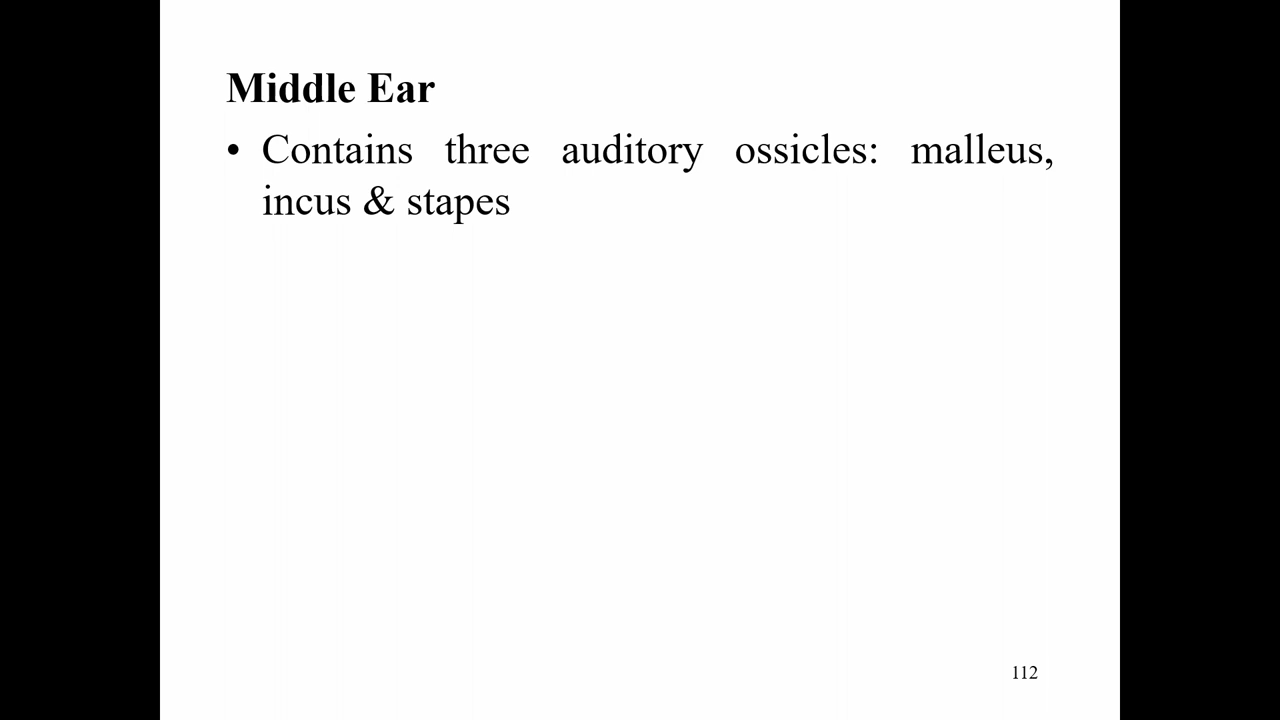 Middle Ear
• Contains three auditory ossicles: malleus,
incus & stapes
112